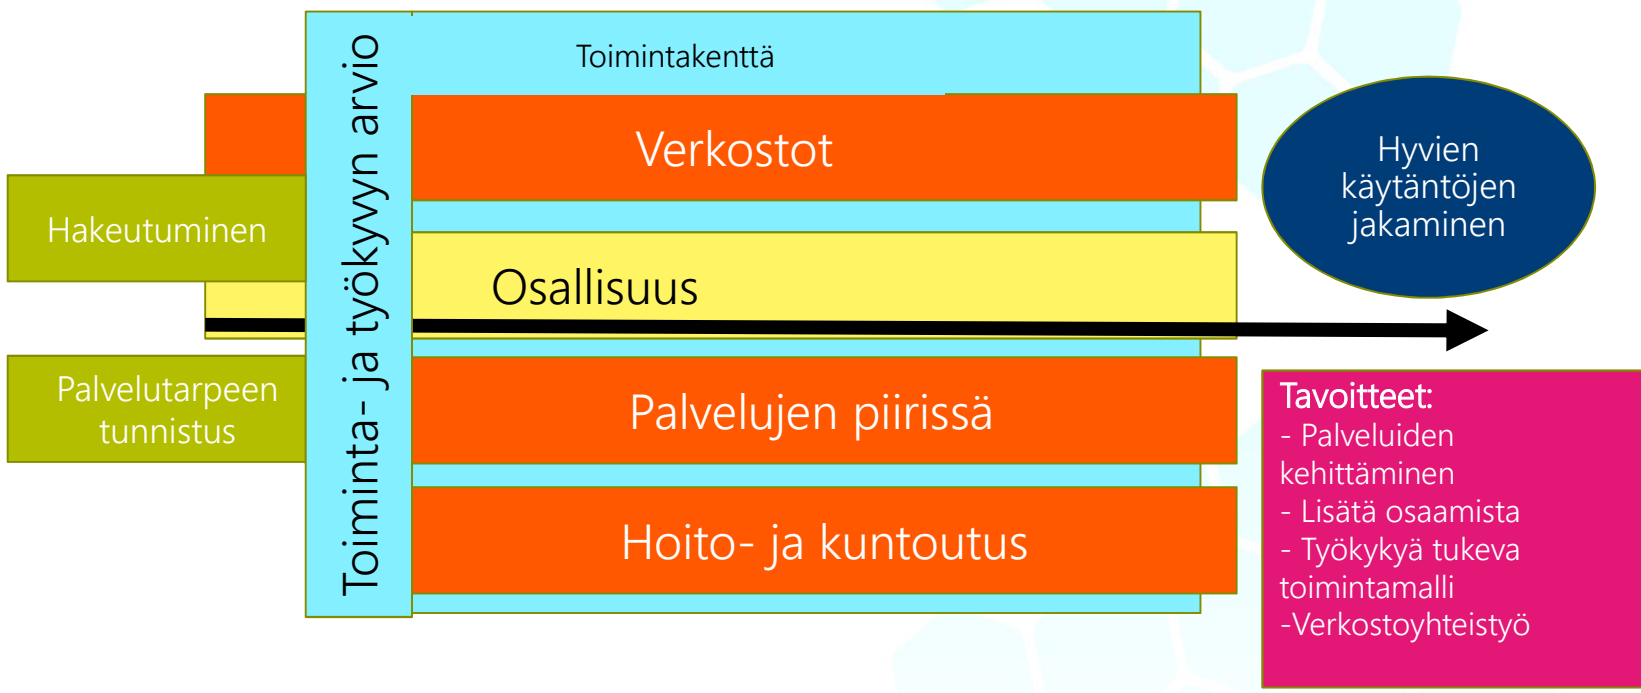 Toimintakenttä
Toiminta- ja työkyvyn arvio
Verkostot
Hakeutuminen
Osallisuus
Palvelutarpeen
tunnistus
Palvelujen piirissä
Hoito- ja kuntoutus
Hyvien
käytäntöjen
jakaminen
Tavoitteet:
- Palveluiden
kehittäminen
- Lisätä osaamista
- Työkykyä tukeva
toimintamalli
-Verkostoyhteistyö